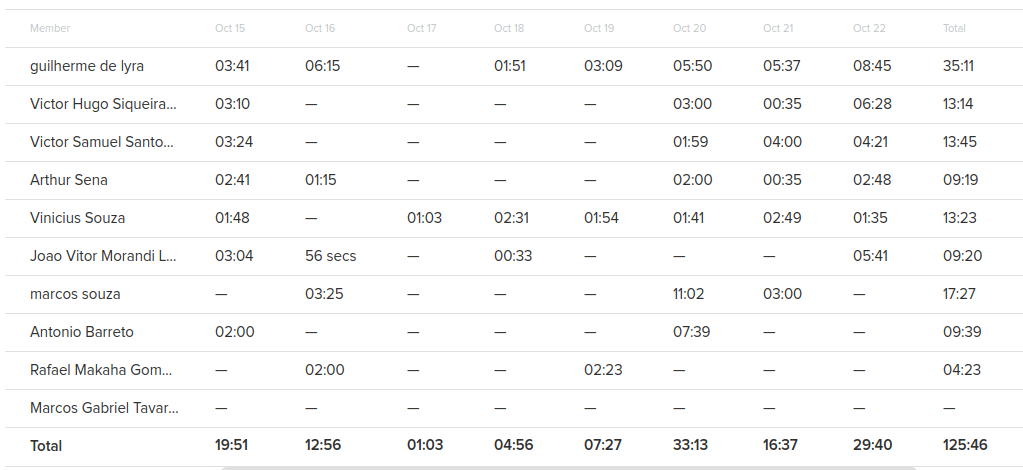 Member Oct 15 Oct 16 Oct 17 Oct 18 Oct 19 Oct 20 Oct 21 Oct 22 Total
guilherme de lyra 03:41 06:15 — 01:51 03:09 05:50 05:37 08:45 35:11
Victor Hugo Siqueira... 03:10 — — — — 03:00 00:35 06:28 13:14
Victor Samuel Santo... 03:24 — — — — 01:59 04:00 04:21 13:45
Arthur Sena 02:41 01:15 — — — 02:00 00:35 02:48 09:19
Vinicius Souza 01:48 — 01:03 02:31 01:54 01:41 02:49 01:35 13:23
Joao Vitor Morandi L... 03:04 56 secs — 00:33 — — — 05:41 09:20
marcos souza — 03:25 — — — 11:02 03:00 — 17:27
Antonio Barreto 02:00 — — — — 07:39 — — 09:39
Rafael Makaha Gom... — 02:00 — — 02:23 — — — 04:23
Marcos Gabriel Tavar... — — — — — — — — —
Total 19:51 12:56 01:03 04:56 07:27 33:13 16:37 29:40 125:46